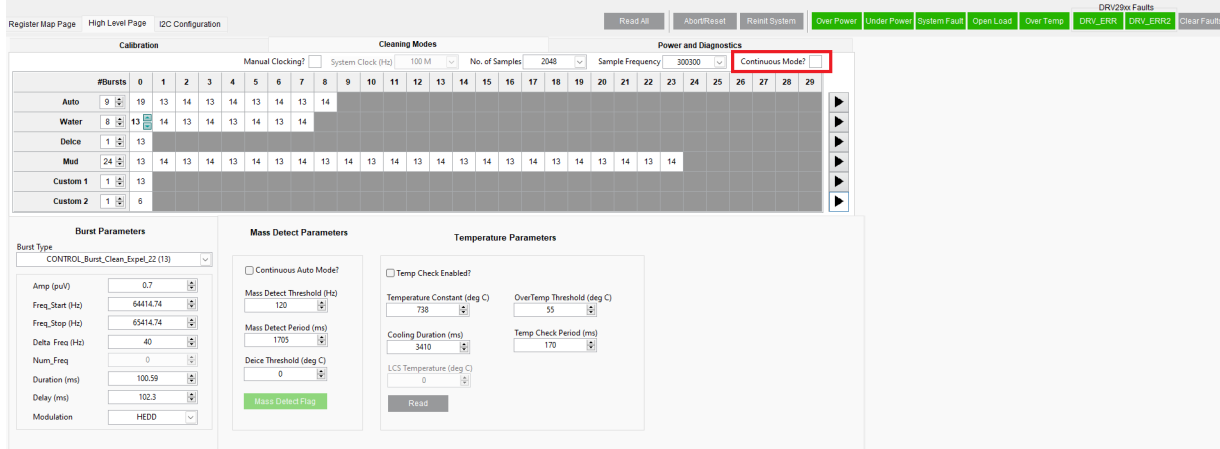 DRV29xx Faults
Register Map Page High Level Page I2C Configuration Read All Abort/Reset Reinit System Over Power Under Power System Fault Open Load Over Temp DRV_ERR DRV_ERR2 Clear Faults
Calibration Cleaning Modes Power and Diagnostics
Manual Clocking? System Clock (Hz) 100 M No. of Samples 2048 Sample Frequency 300300 Continuous Mode?
#Bursts 0 1 2 3 4 5 6 7 8 9 10 11 12 13 14 15 16 17 18 19 20 21 22 23 24 25 26 27 28 29
Auto 9 19 13 14 13 14 13 14 13 14
Water 8 13 14 13 14 13 14 13 14
DeIce 1 13
Mud 24 13 14 13 14 13 14 13 14 13 14 13 14 13 14 13 14 13 14 13 14 13 14 13 14
Custom 1 1 13
Custom 2 1 6
Burst Parameters
Burst Type
CONTROL_Burst_Clean_Expel_22 (13)
Amp (puV) 0.7
Freq_Start (Hz) 64414.74
Freq_Stop (Hz) 65414.74
Delta_Freq (Hz) 40
Num_Freq 0
Duration (ms) 100.59
Delay (ms) 102.3
Modulation HEDD
Mass Detect Parameters
Continuous Auto Mode?
Mass Detect Threshold (Hz)
120
Mass Detect Period (ms)
1705
Deice Threshold (deg C)
0
Mass Detect Flag
Temperature Parameters
Temp Check Enabled?
Temperature Constant (deg C) OverTemp Threshold (deg C)
738 55
Cooling Duration (ms) Temp Check Period (ms)
3410 170
LCS Temperature (deg C)
0
Read